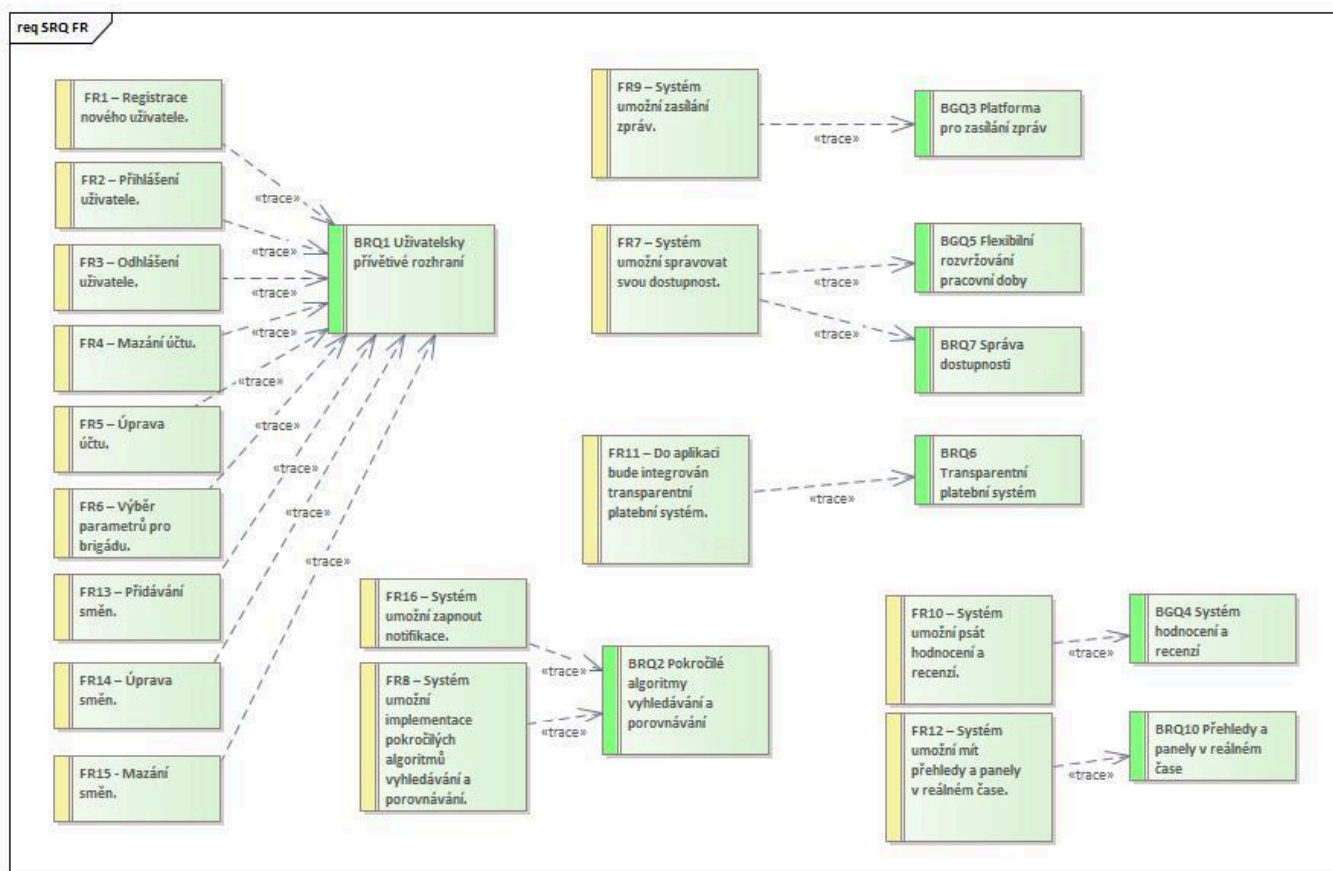 req SRQ FR
FR1 – Registrace
nového uživatele.
FR2 – Přihlášení
uživatele.
FR3 – Odhlášení
uživatele.
FR4 – Mazání účtu.
FR5 – Úprava
účtu.
FR6 – Výběr
parametrů pro
brigádu.
FR13 – Přidávání
směn.
FR14 – Úprava
směn.
FR15 - Mazání
směn.
«trace»
«trace»
«trace»
«trace»
«trace»
«trace»
«trace»
«trace»
«trace»
BRQ1 Uživatelsky
přívětivé rozhraní
FR9 – Systém
umožní zasílání
zpráv.
«trace»
BGQ3 Platforma
pro zasílání zpráv
FR7 – Systém
umožní spravovat
svou dostupnost.
«trace»
«trace»
BGQ5 Flexibilní
rozvržování
pracovní doby
BRQ7 Správa
dostupnosti
FR11 – Do aplikaci
bude integrován
transparentní
platební systém.
«trace»
BRQ6
Transparentní
platební systém
FR16 – Systém
umožní zapnout
notifikace.
FR8 – Systém
umožní
implementace
pokročilých
algoritmů
vyhledávání a
porovnávání.
«trace»
«trace»
BRQ2 Pokročilé
algoritmy
vyhledávání a
porovnávání
FR10 – Systém
umožní psát
hodnocení a
recenzí.
«trace»
BGQ4 Systém
hodnocení a
recenzí
FR12 – Systém
umožní mít
přehledy a panely
v reálném čase.
«trace»
BRQ10 Přehledy a
panely v reálném
čase